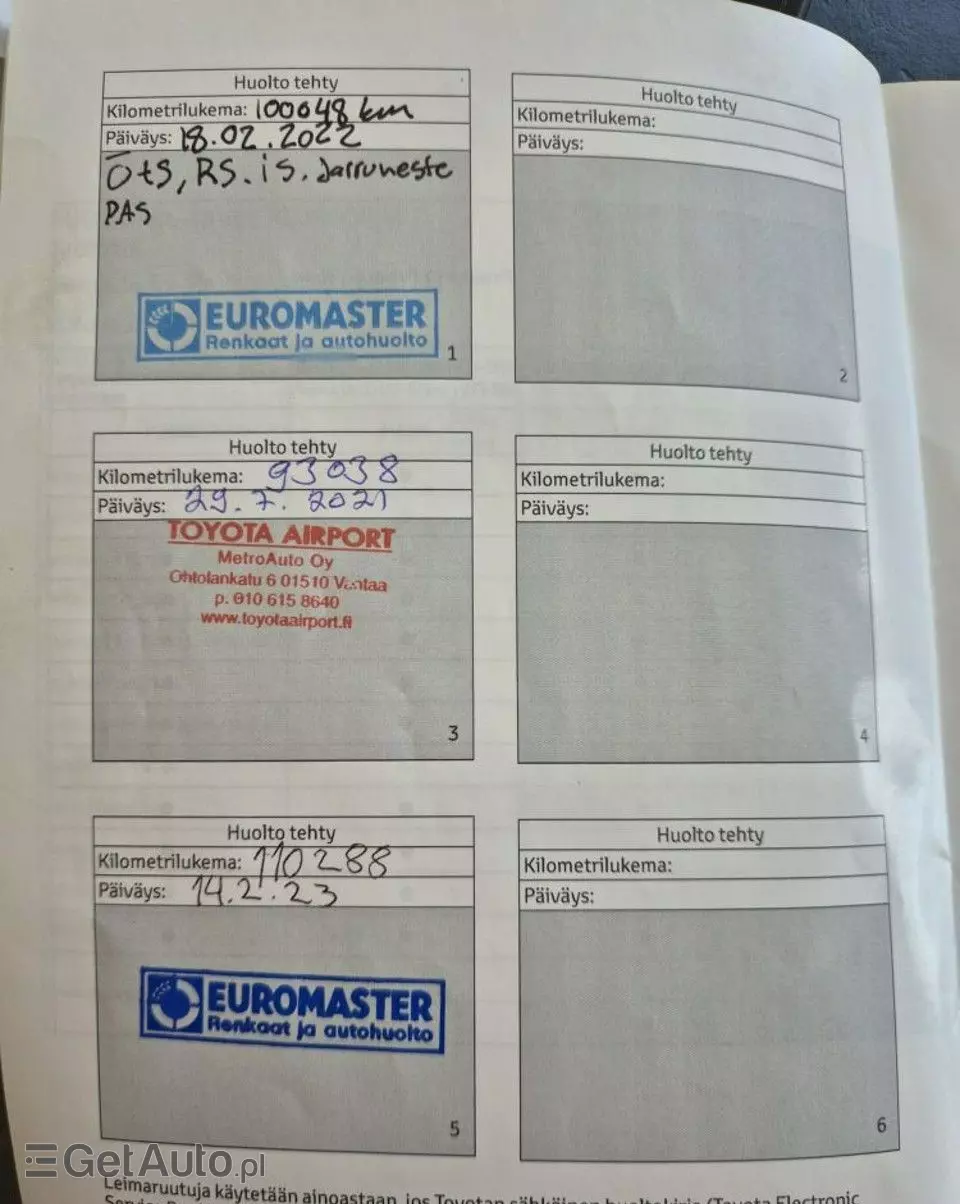 Huolto tehty
Kilometrilukema: 100048 km
Päiväys: 18.02.2022
ÖtS, RS. is. Jarruneste
PAS
EUROMASTER
Renkaat ja autohuolto
1
Huolto tehty
Kilometrilukema:
Päiväys:
2
Huolto tehty
Kilometrilukema: 93038
Päiväys: 29.7.2021
TOYOTA AIRPORT
MetroAuto Oy
Ohtolankatu 6 01510 Vantaa
p. 010 615 8640
www.toyotaairport.fi
3
Huolto tehty
Kilometrilukema:
Päiväys:
4
Huolto tehty
Kilometrilukema: 110288
Päiväys: 14.2.23
EUROMASTER
Renkaat ja autohuolto
5
Huolto tehty
Kilometrilukema:
Päiväys:
6
Leimaruutuja käytetään ainoastaan, jos Toyotan sähköinen huoltokirja (Toyota Electronic
GetAuto.pl